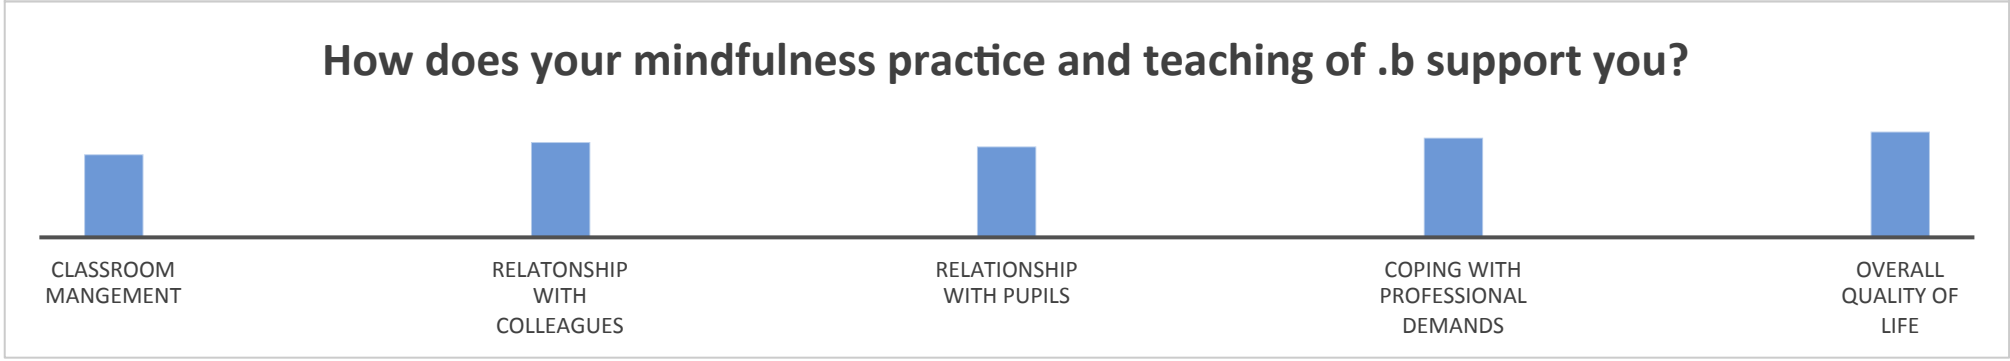 How does your mindfulness practice and teaching of .b support you?
CLASSROOM
MANGEMENT
RELATONSHIP
WITH
COLLEAGUES
RELATIONSHIP
WITH PUPILS
COPING WITH
PROFESSIONAL
DEMANDS
OVERALL
QUALITY OF
LIFE